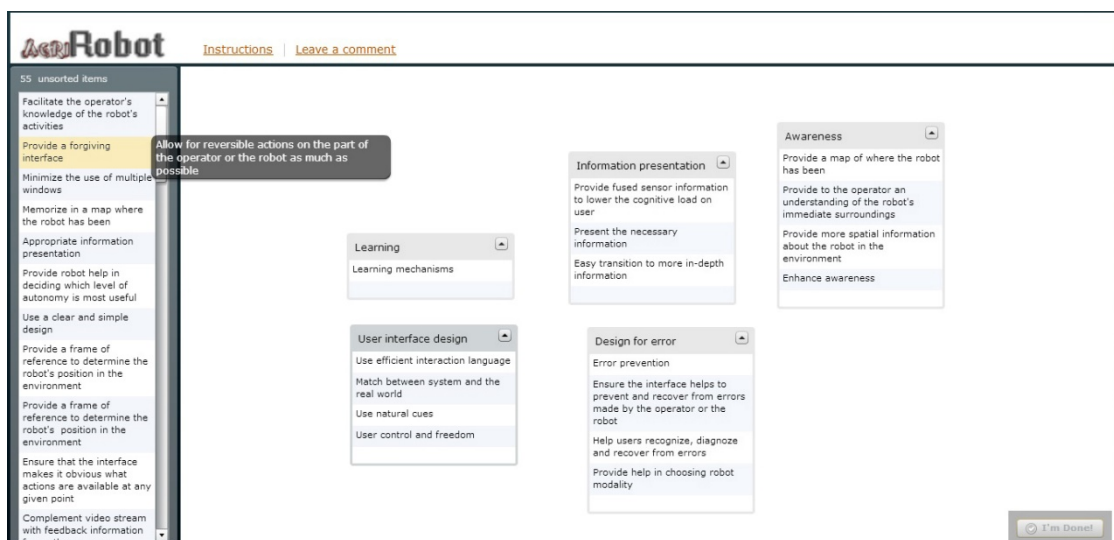 AGRIRobot
Instructions | Leave a comment
55 unsorted items
Facilitate the operator's
knowledge of the robot's
activities
Provide a forgiving
interface
Minimize the use of multiple
windows
Memorize in a map where
the robot has been
Appropriate information
presentation
Provide robot help in
deciding which level of
autonomy is most useful
Use a clear and simple
design
Provide a frame of
reference to determine the
robot's position in the
environment
Provide a frame of
reference to determine the
robot's position in the
environment
Ensure that the interface
makes it obvious what
actions are available at any
given point
Complement video stream
with feedback information
Allow for reversible actions on the part of
the operator or the robot as much as
possible
Learning
Learning mechanisms
User interface design
Use efficient interaction language
Match between system and the
real world
Use natural cues
User control and freedom
Information presentation
Provide fused sensor information
to lower the cognitive load on
user
Present the necessary
information
Easy transition to more in-depth
information
Design for error
Error prevention
Ensure the interface helps to
prevent and recover from errors
made by the operator or the
robot
Help users recognize, diagnoze
and recover from errors
Provide help in choosing robot
modality
Awareness
Provide a map of where the robot
has been
Provide to the operator an
understanding of the robot's
immediate surroundings
Provide more spatial information
about the robot in the
environment
Enhance awareness
I'm Done!